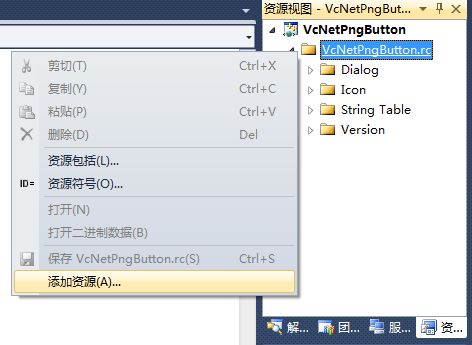 资源视图 - VcNetPngBut...
VcNetPngButton
VcNetPngButton.rc
Dialog
Icon
String Table
Version
剪切(T) Ctrl+X
复制(Y) Ctrl+C
粘贴(P) Ctrl+V
删除(D) Del
资源包括(L)...
ID= 资源符号(O)...
打开(N)
打开二进制数据(B)
保存 VcNetPngButton.rc(S) Ctrl+S
添加资源(A)...
解... 团... 服... 资...